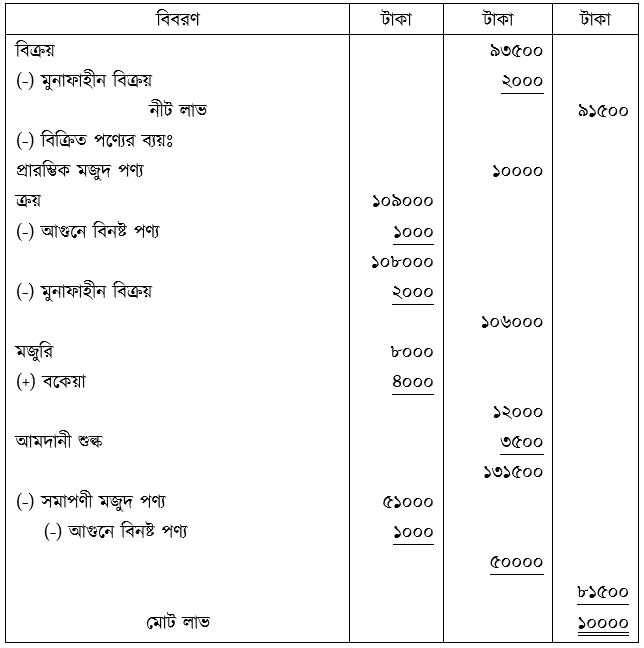 বিবরণ টাকা টাকা টাকা
বিক্রয় ৯৩৫০০
(-) মুনাফাহীন বিক্রয় ২০০০
নীট লাভ ৯১৫০০
(-) বিক্রিত পণ্যের ব্যয়ঃ
প্রারম্ভিক মজুদ পণ্য ১০০০০
ক্রয় ১০৯০০০
(-) আগুনে বিনষ্ট পণ্য ১০০০
১০৮০০০
(-) মুনাফাহীন বিক্রয় ২০০০
১০৬০০০
মজুরি ৮০০০
(+) বকেয়া ৪০০০
১২০০০
আমদানী শুল্ক ৩৫০০
১৩১৫০০
(-) সমাপণী মজুদ পণ্য ৫১০০০
(-) আগুনে বিনষ্ট পণ্য ১০০০
৫০০০০
৮১৫০০
মোট লাভ ১০০০০